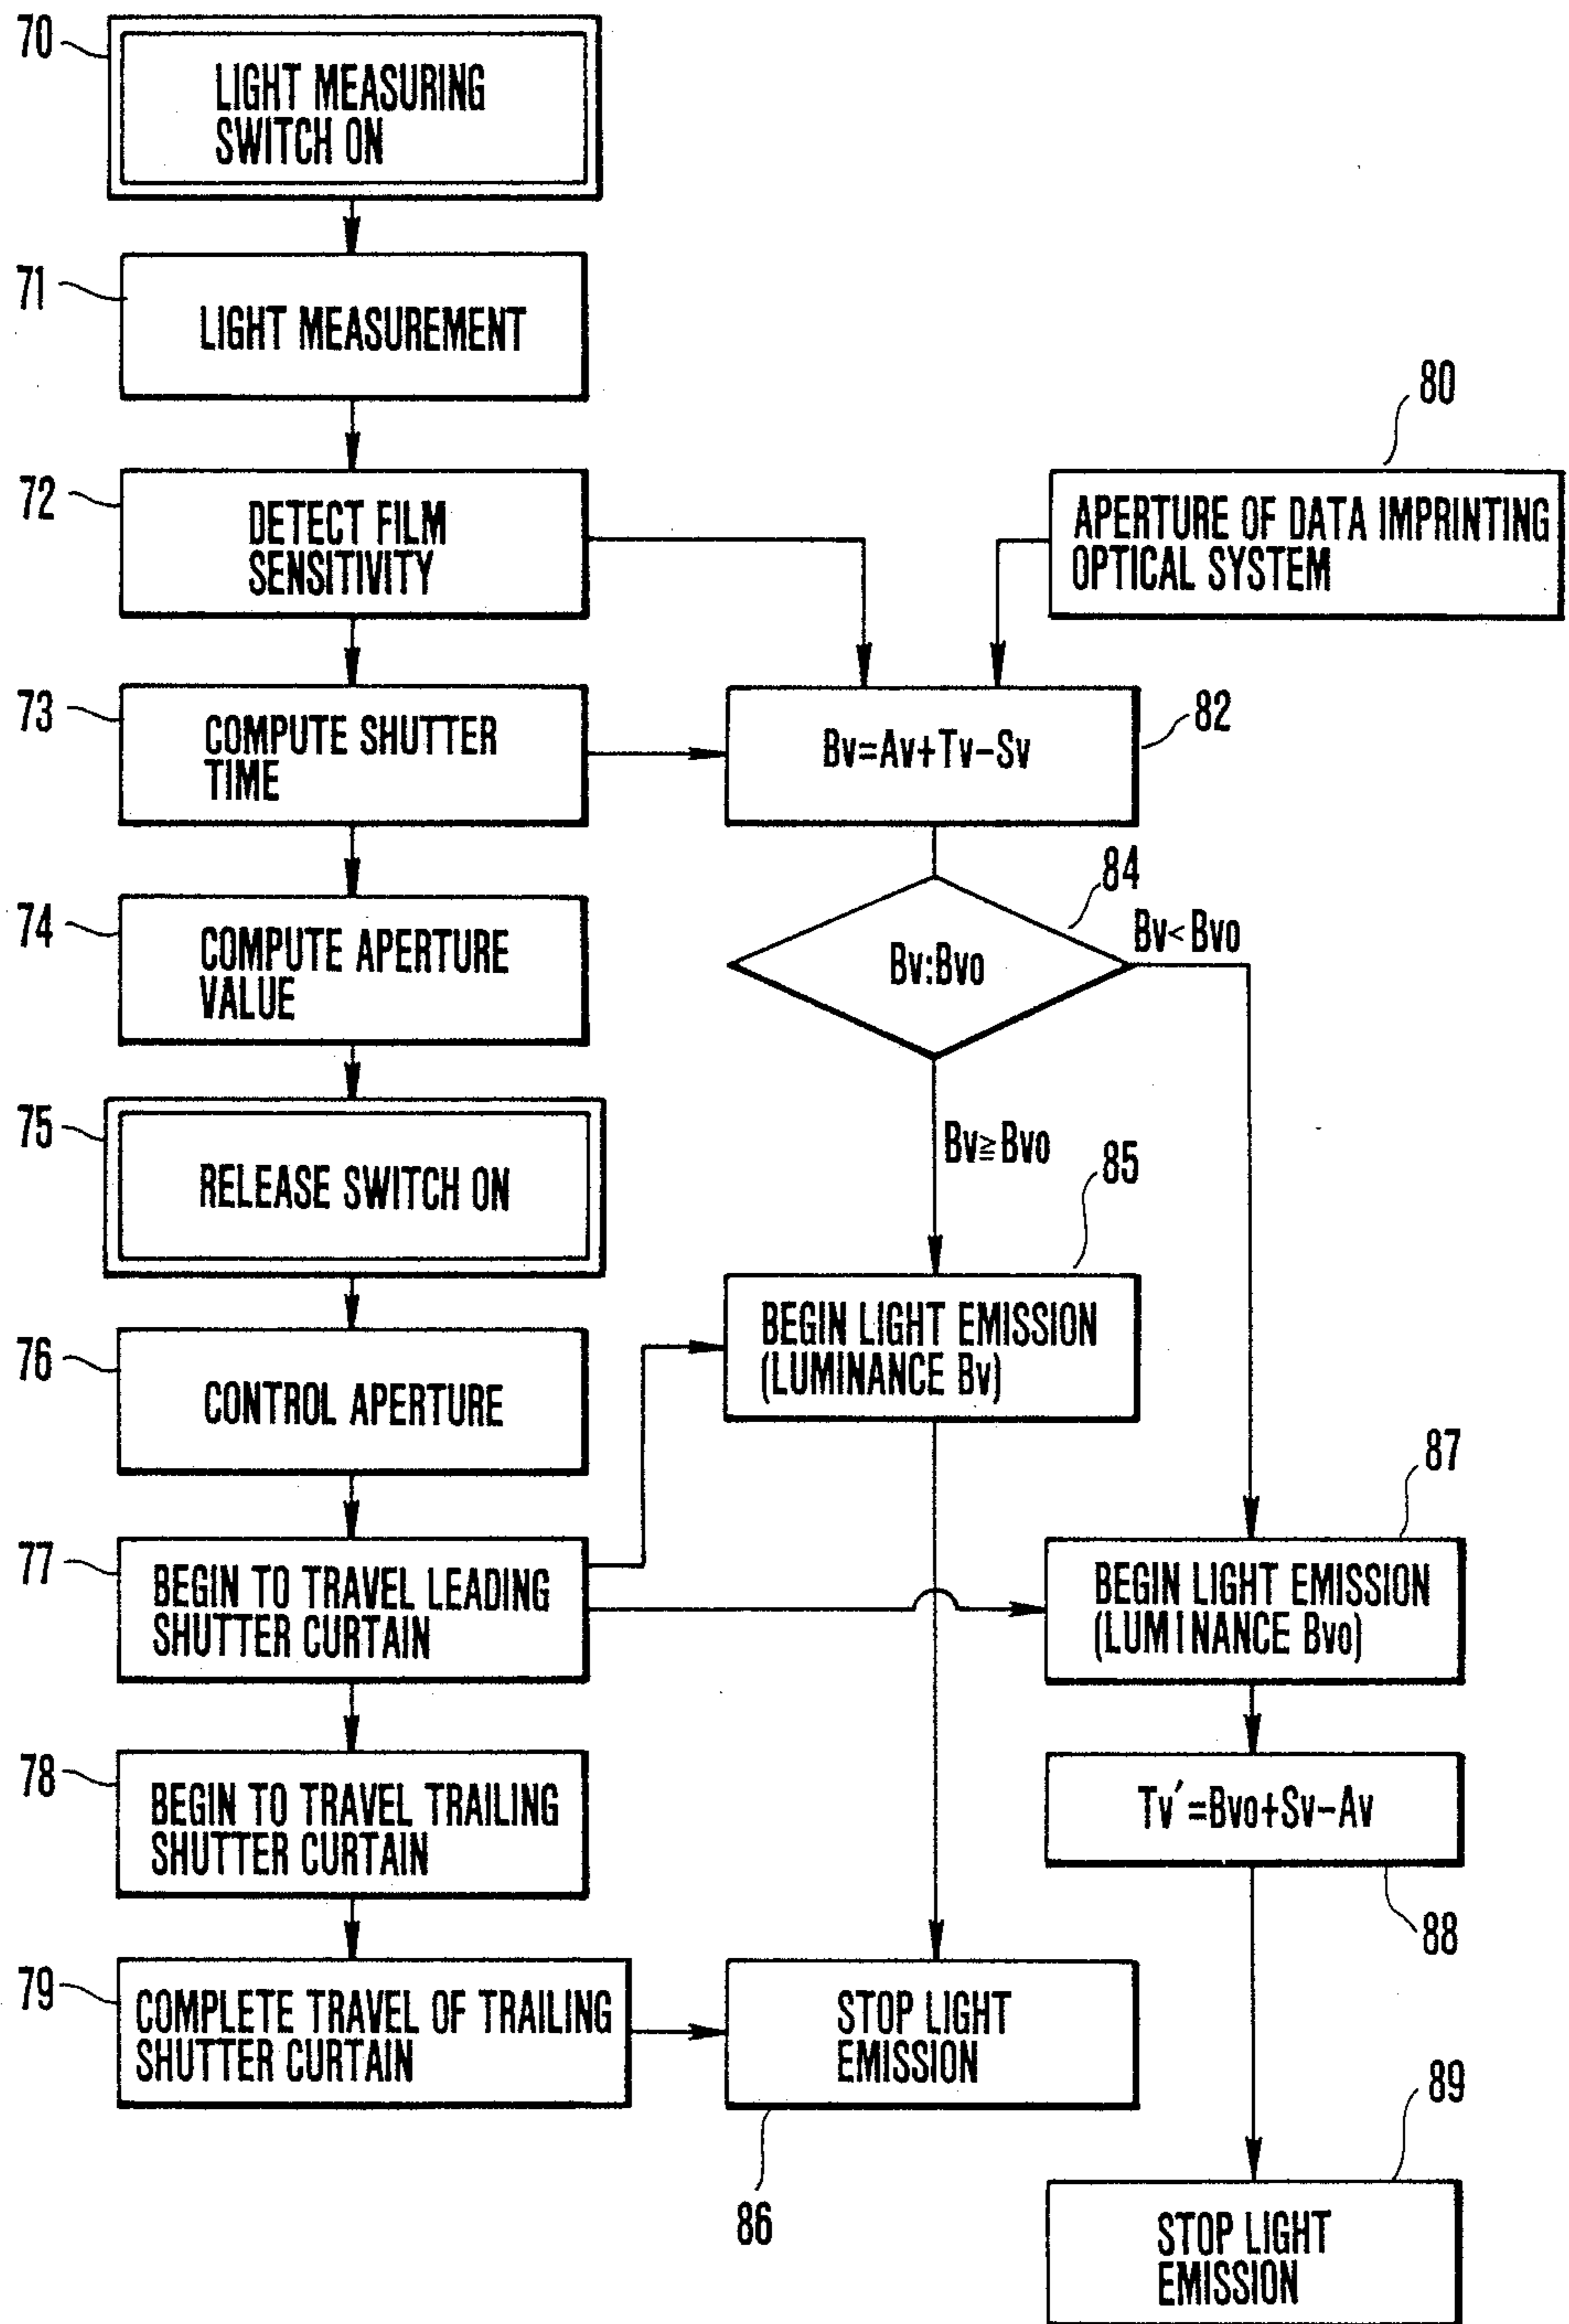 70
LIGHT MEASURING
SWITCH ON
71
LIGHT MEASUREMENT
80
72
DETECT FILM
SENSITIVITY
APERTURE OF DATA IMPRINTING
OPTICAL SYSTEM
73
COMPUTE SHUTTER
TIME
Bv=Av+Tv−Sv
82
84
74
COMPUTE APERTURE
VALUE
Bv:Bvo
Bv<Bvo
75
RELEASE SWITCH ON
Bv≧Bvo
85
76
CONTROL APERTURE
BEGIN LIGHT EMISSION
(LUMINANCE Bv)
87
77
BEGIN TO TRAVEL LEADING
SHUTTER CURTAIN
BEGIN LIGHT EMISSION
(LUMINANCE Bvo)
78
BEGIN TO TRAVEL TRAILING
SHUTTER CURTAIN
Tv′=Bvo+Sv−Av
88
79
COMPLETE TRAVEL OF TRAILING
SHUTTER CURTAIN
STOP LIGHT
EMISSION
86
89
STOP LIGHT
EMISSION